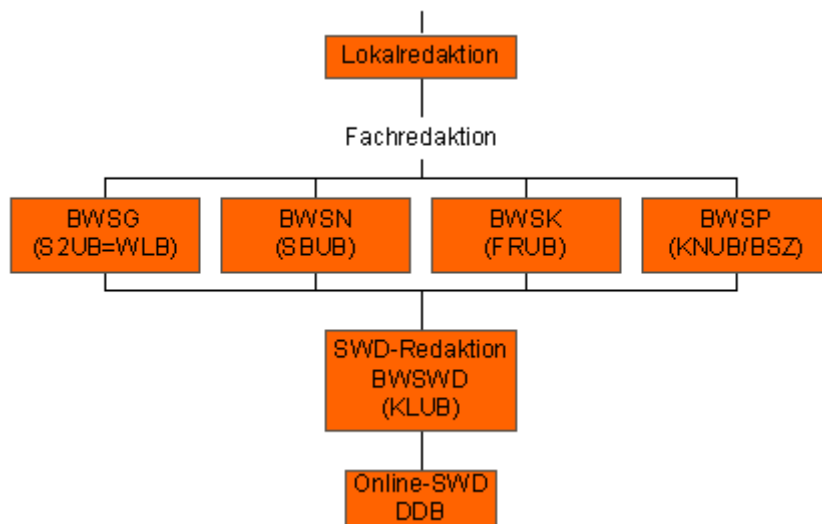 Lokalredaktion
Fachredaktion
BWSG
(S2UB=WLB)
BWSN
(SBUB)
BWSK
(FRUB)
BWSP
(KNUB/BSZ)
SWD-Redaktion
BWSWD
(KLUB)
Online-SWD
DDB